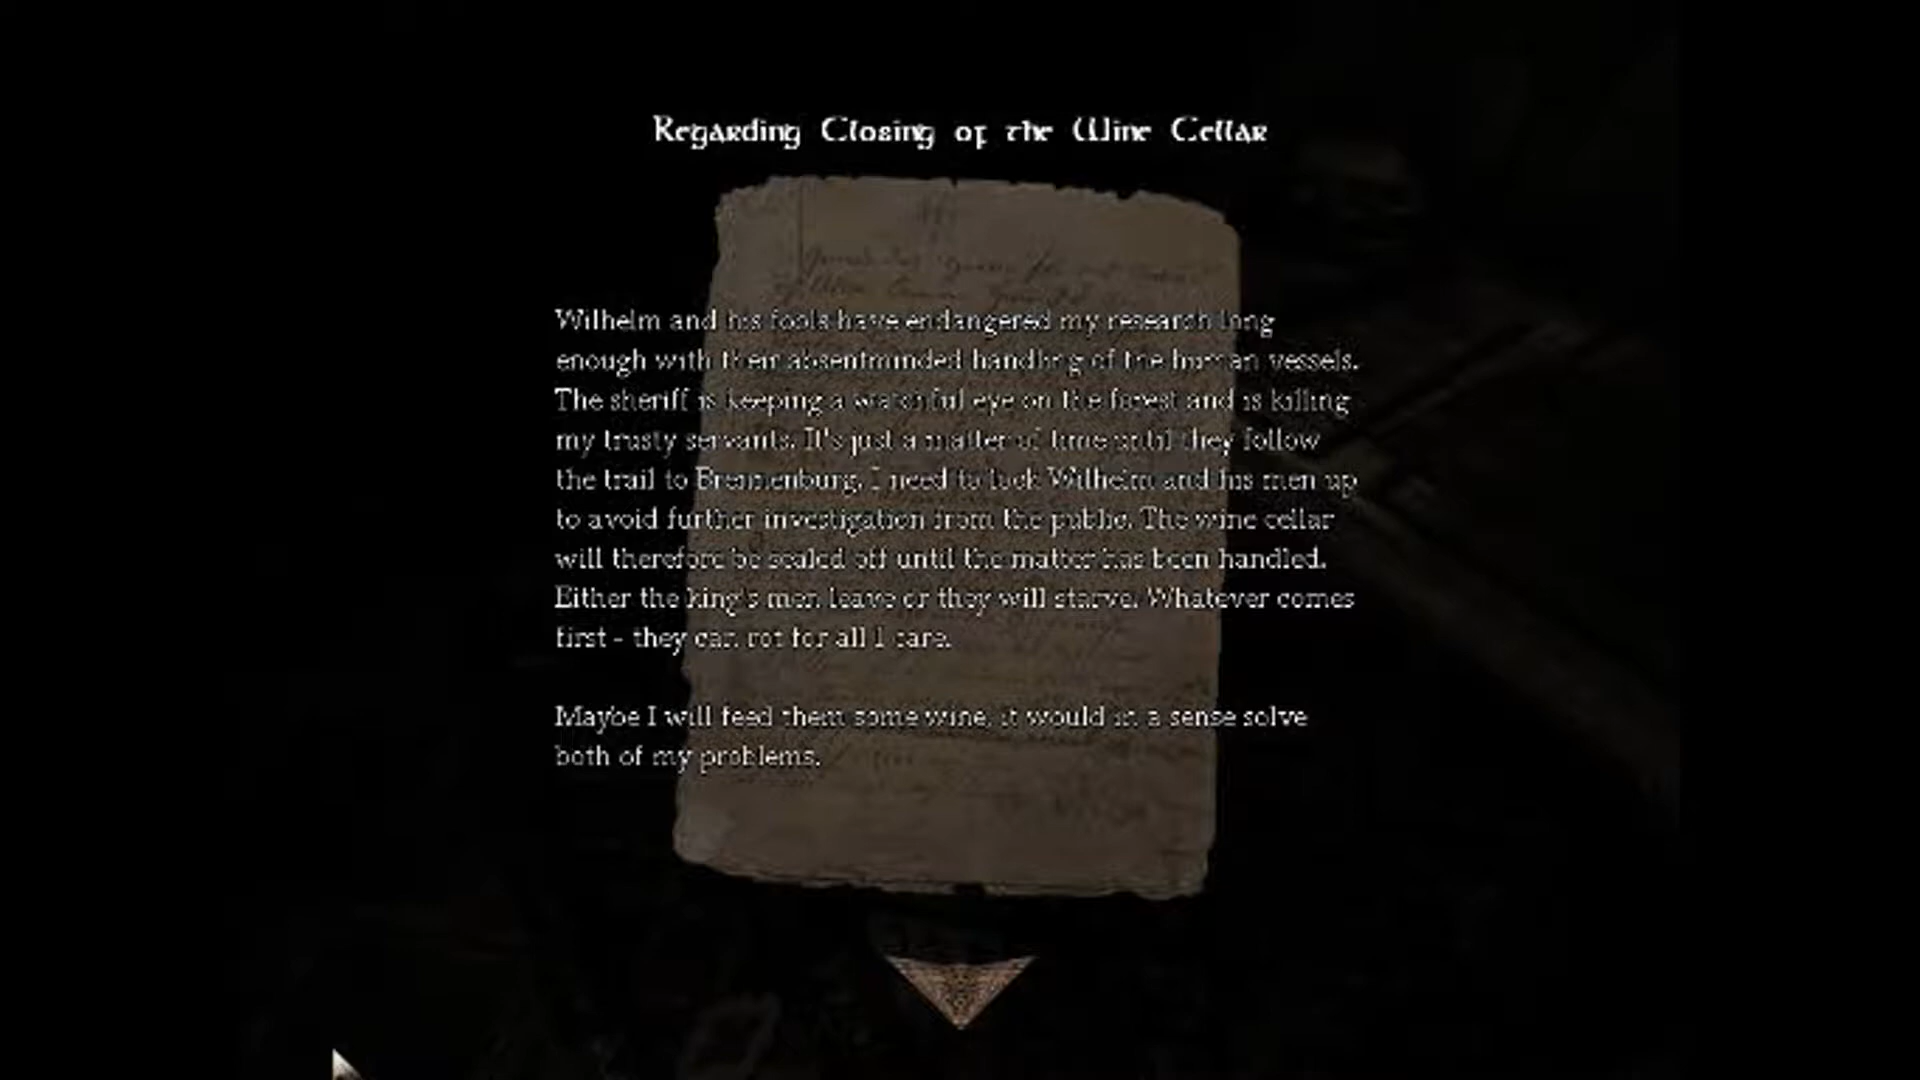 Regarding Closing of the Wine Cellar
Wilhelm and his fools have endangered my research long
enough with their absentminded handling of the human vessels.
The sheriff is keeping a watchful eye on the forest and is killing
my trusty servants. It's just a matter of time until they follow
the trail to Brennenburg. I need to lock Wilhelm and his men up
to avoid further investigation from the public. The wine cellar
will therefore be sealed off until the matter has been handled.
Either the king's men leave or they will starve. Whatever comes
first - they can rot for all I care.
Maybe I will feed them some wine, it would in a sense solve
both of my problems.